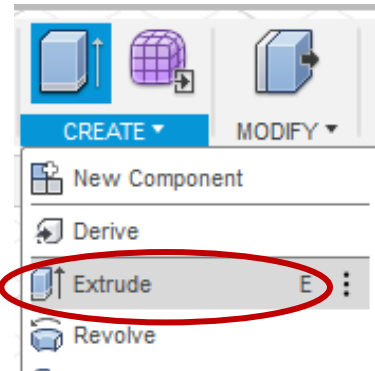 CREATE ▾ MODIFY ▾
New Component
Derive
Extrude E
Revolve